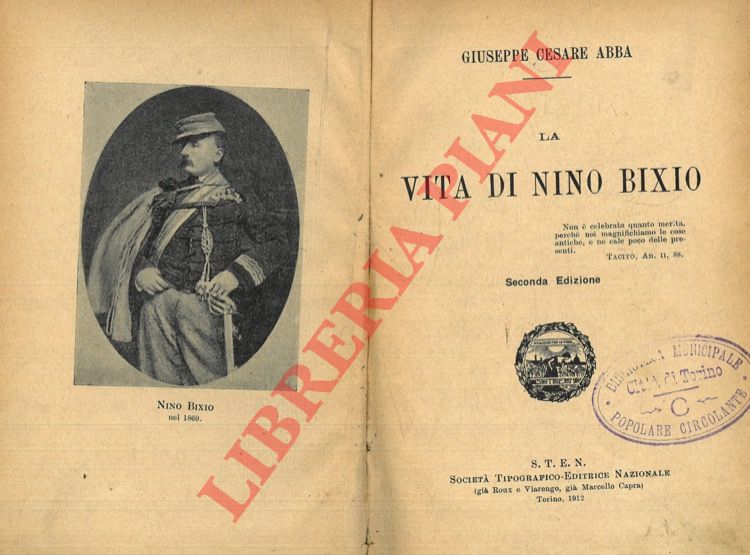 NINO BIXIO
nel 1860.
GIUSEPPE CESARE ABBA
LA
VITA DI NINO BIXIO
Non è celebrato quanto merita,
perchè noi magnifichiamo le cose
antiche, e ne cale poco delle pre-
senti.
TACITO, AN. II, 88.
Seconda Edizione
BIBLIOTECA MUNICIPALE
Città di Torino
C
POPOLARE CIRCOLANTE
S. T. E. N.
SOCIETÀ TIPOGRAFICO-EDITRICE NAZIONALE
(già Roux e Viarengo, già Marcello Capra)
Torino, 1912
LIBRERIA PIANI